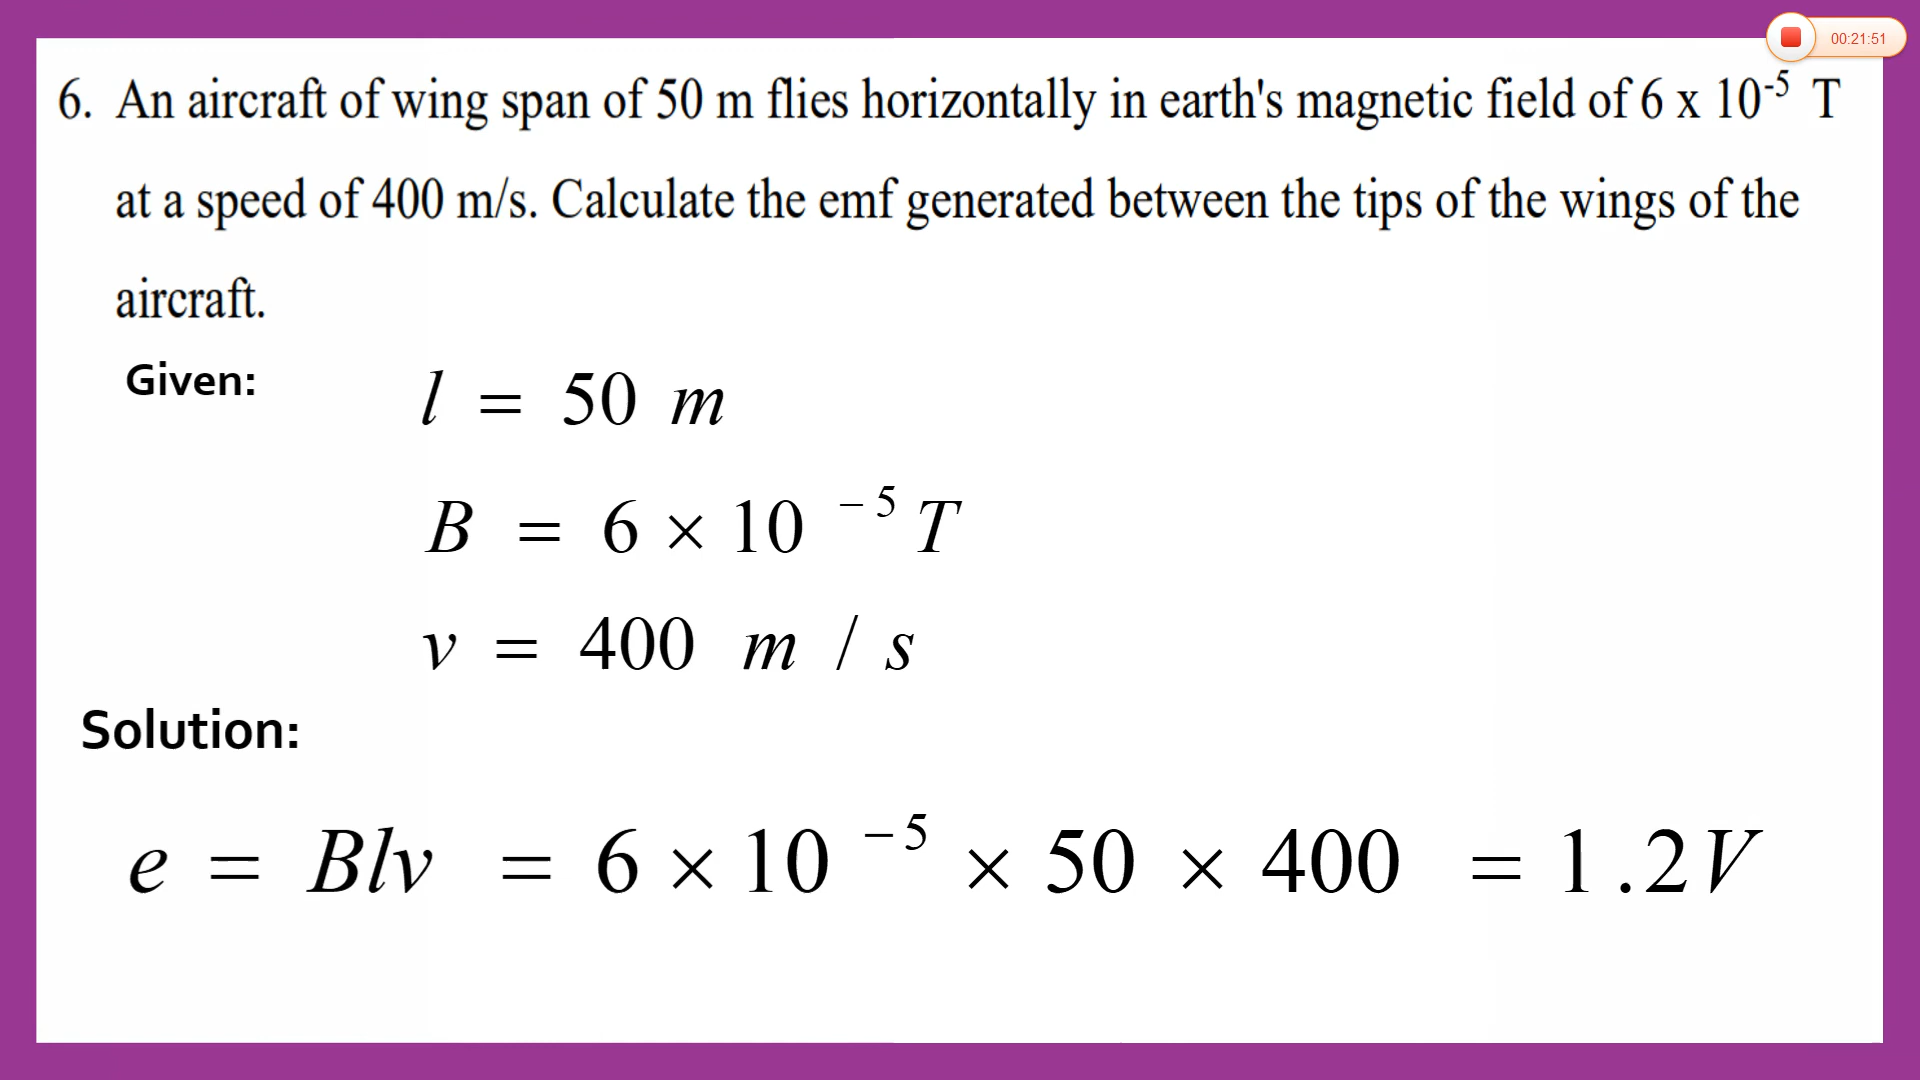 00:21:51
6. An aircraft of wing span of 50 m flies horizontally in earth's magnetic field of 6 x 10⁻⁵ T
at a speed of 400 m/s. Calculate the emf generated between the tips of the wings of the
aircraft.
Given: l = 50 m
B = 6 × 10⁻⁵ T
v = 400 m / s
Solution:
e = Blv = 6 × 10⁻⁵ × 50 × 400 = 1.2V